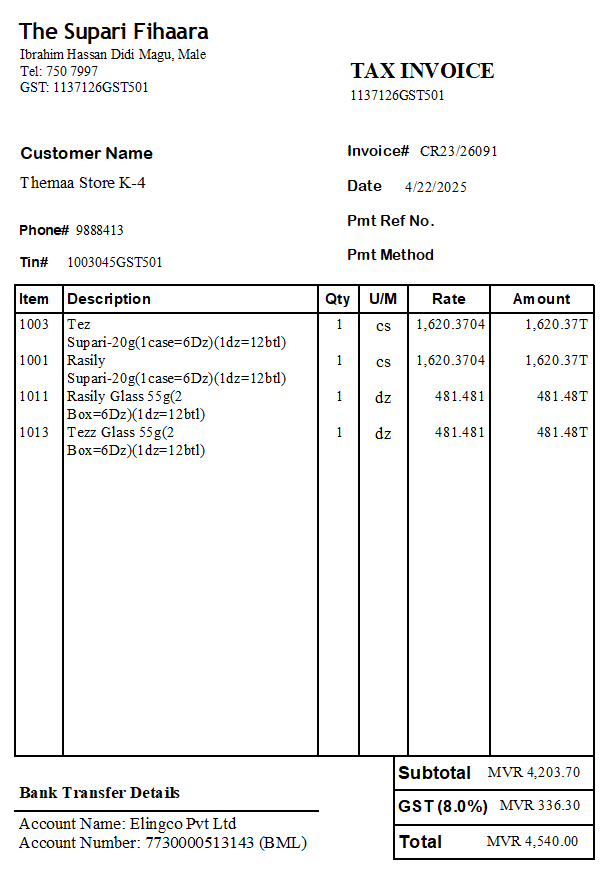 The Supari Fihaara
Ibrahim Hassan Didi Magu, Male
Tel: 750 7997
GST: 1137126GST501
TAX INVOICE
1137126GST501
Customer Name
Themaa Store K-4
Phone# 9888413
Tin# 1003045GST501
Invoice# CR23/26091
Date 4/22/2025
Pmt Ref No.
Pmt Method
Item Description Qty U/M Rate Amount
1003 Tez 1 cs 1,620.3704 1,620.37T
Supari-20g(1case=6Dz)(1dz=12btl)
1001 Rasily 1 cs 1,620.3704 1,620.37T
Supari-20g(1case=6Dz)(1dz=12btl)
1011 Rasily Glass 55g(2 1 dz 481.481 481.48T
Box=6Dz)(1dz=12btl)
1013 Tezz Glass 55g(2 1 dz 481.481 481.48T
Box=6Dz)(1dz=12btl)
Subtotal MVR 4,203.70
GST (8.0%) MVR 336.30
Total MVR 4,540.00
Bank Transfer Details
Account Name: Elingco Pvt Ltd
Account Number: 7730000513143 (BML)